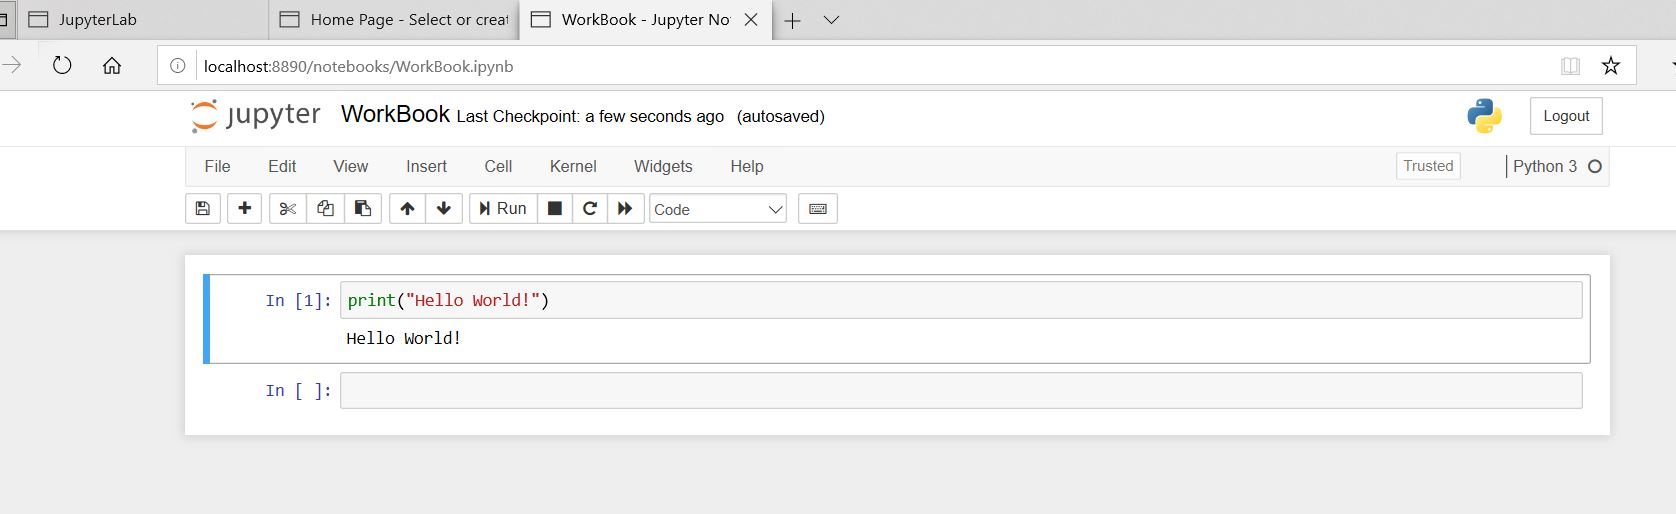 JupyterLab Home Page - Select or creat WorkBook - Jupyter No
localhost:8890/notebooks/WorkBook.ipynb
jupyter WorkBook Last Checkpoint: a few seconds ago (autosaved) Logout
File Edit View Insert Cell Kernel Widgets Help Trusted Python 3
Run Code
In [1]: print("Hello World!")
Hello World!
In [ ]: